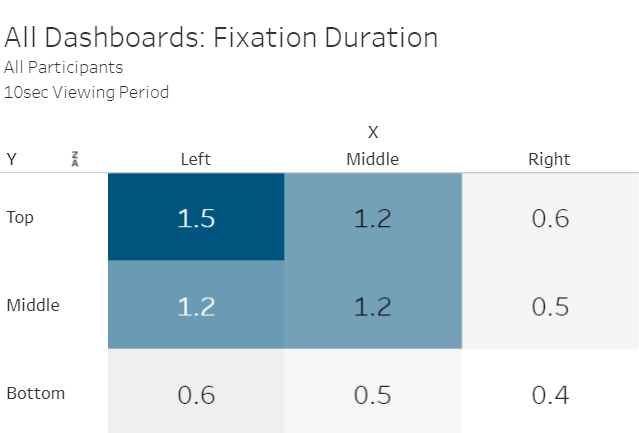 All Dashboards: Fixation Duration
All Participants
10sec Viewing Period
X
Y Z A Left Middle Right
Top 1.5 1.2 0.6
Middle 1.2 1.2 0.5
Bottom 0.6 0.5 0.4